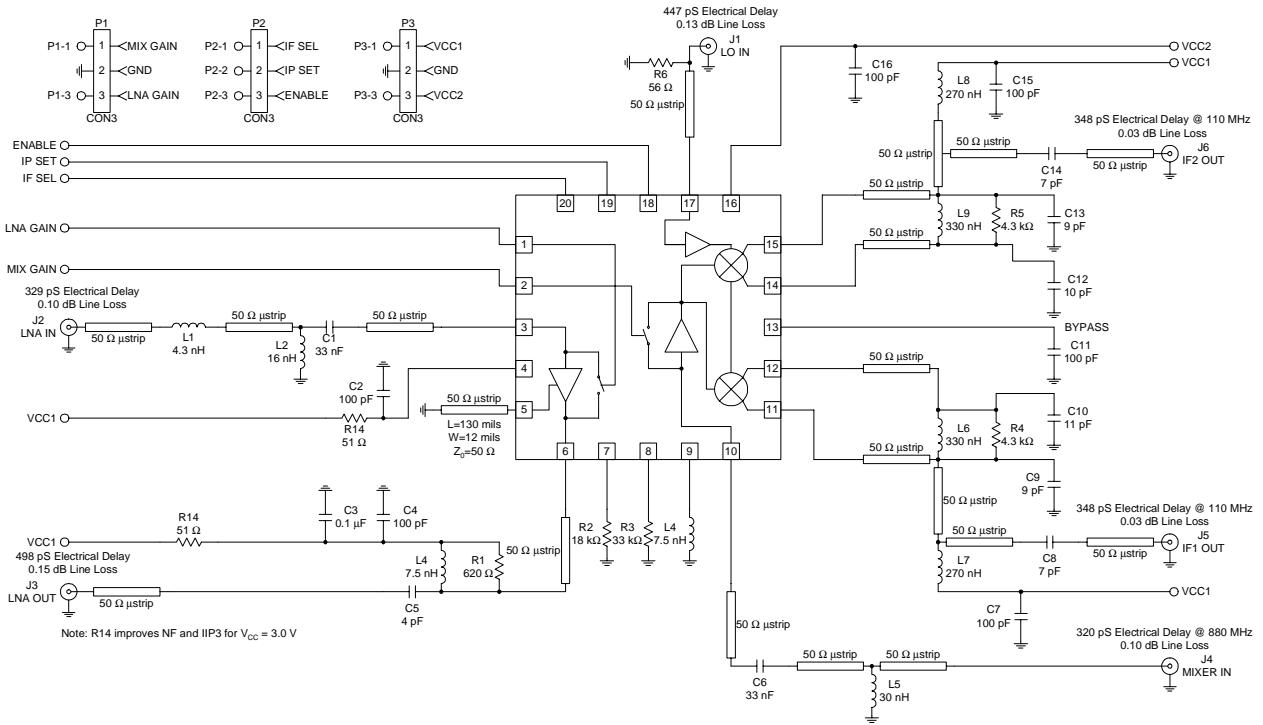 P1
P1-1
1
MIX GAIN
2
GND
P1-3
3
LNA GAIN
CON3
P2
P2-1
1
IF SEL
P2-2
2
IP SET
P2-3
3
ENABLE
CON3
P3
P3-1
1
VCC1
2
GND
P3-3
3
VCC2
CON3
447 pS Electrical Delay
0.13 dB Line Loss
J1
LO IN
R6
56 Ω
50 Ω µstrip
C16
100 pF
VCC2
VCC1
L8
270 nH
C15
100 pF
348 pS Electrical Delay @ 110 MHz
0.03 dB Line Loss
J6
IF2 OUT
50 Ω µstrip
50 Ω µstrip
C14
7 pF
50 Ω µstrip
ENABLE
IP SET
IF SEL
LNA GAIN
MIX GAIN
20
19
18
17
16
1
2
3
4
5
6
7
8
9
10
15
14
13
12
11
50 Ω µstrip
L9
330 nH
R5
4.3 kΩ
C13
9 pF
50 Ω µstrip
C12
10 pF
BYPASS
C11
100 pF
329 pS Electrical Delay
0.10 dB Line Loss
J2
LNA IN
50 Ω µstrip
L1
4.3 nH
50 Ω µstrip
L2
16 nH
C1
33 nF
50 Ω µstrip
C2
100 pF
VCC1
R14
51 Ω
50 Ω µstrip
L=130 mils
W=12 mils
Z0=50 Ω
50 Ω µstrip
L6
330 nH
R4
4.3 kΩ
C10
11 pF
50 Ω µstrip
C9
9 pF
50 Ω µstrip
348 pS Electrical Delay @ 110 MHz
0.03 dB Line Loss
J5
IF1 OUT
50 Ω µstrip
C8
7 pF
50 Ω µstrip
L7
270 nH
VCC1
C7
100 pF
VCC1
R14
51 Ω
C3
0.1 µF
C4
100 pF
498 pS Electrical Delay
0.15 dB Line Loss
J3
LNA OUT
50 Ω µstrip
L4
7.5 nH
R1
620 Ω
50 Ω µstrip
C5
4 pF
R2
18 kΩ
R3
33 kΩ
L4
7.5 nH
Note: R14 improves NF and IIP3 for VCC = 3.0 V
50 Ω µstrip
C6
33 nF
50 Ω µstrip
L5
30 nH
50 Ω µstrip
320 pS Electrical Delay @ 880 MHz
0.10 dB Line Loss
J4
MIXER IN